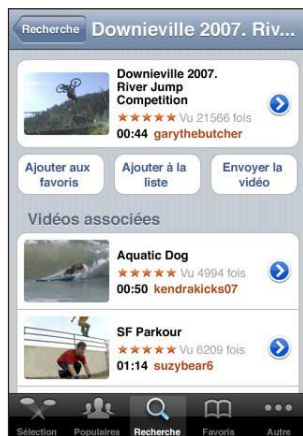 Recherche Downieville 2007. Riv...
Downieville 2007.
River Jump
Competition
Vu 21566 fois
00:44 garythebutcher
Ajouter aux
favoris
Ajouter à la
liste
Envoyer la
vidéo
Vidéos associées
Aquatic Dog
Vu 4994 fois
00:50 kendrakicks07
SF Parkour
Vu 6209 fois
01:14 suzybear6
Sélection Populaires Recherche Favoris Autre